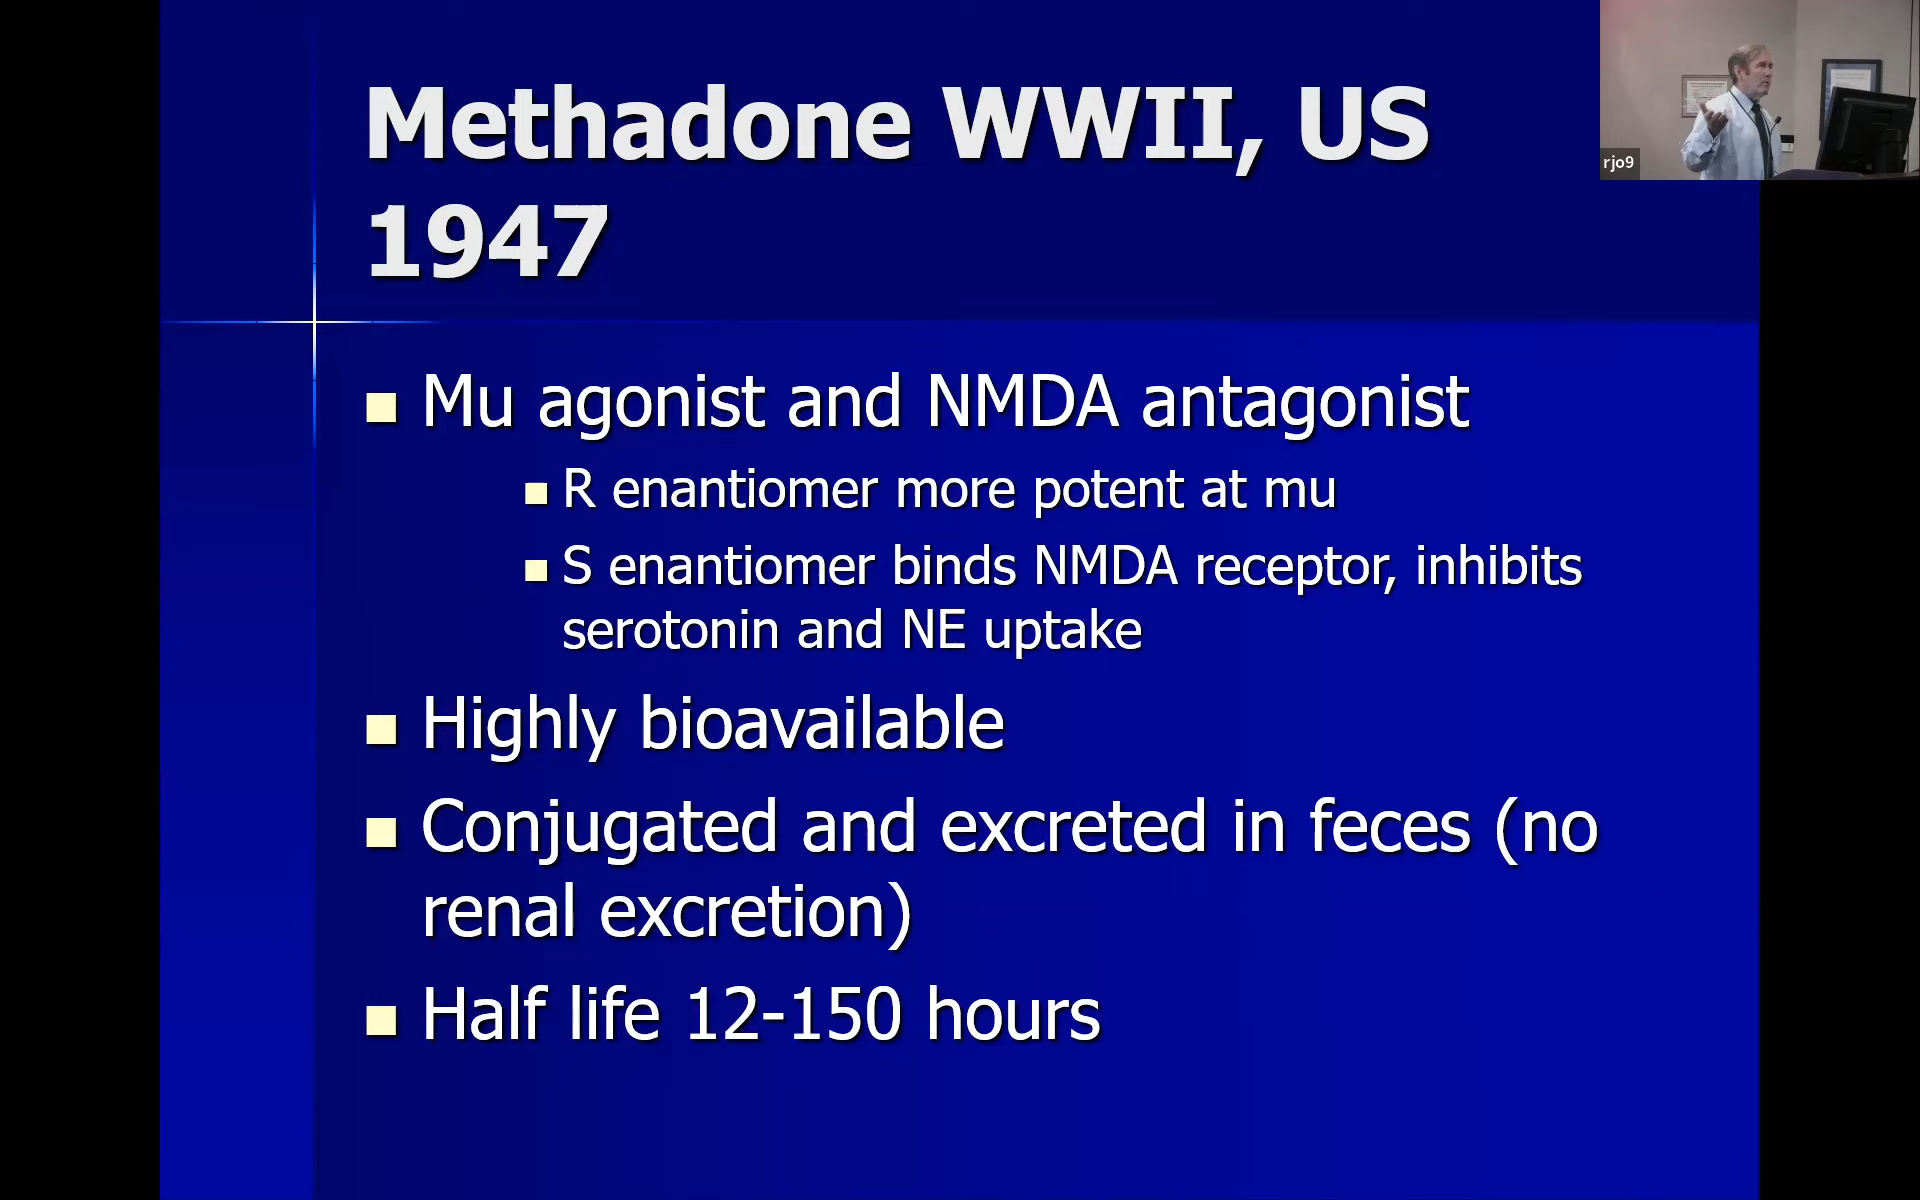 Methadone WWII, US
1947
rjo9
Mu agonist and NMDA antagonist
R enantiomer more potent at mu
S enantiomer binds NMDA receptor, inhibits
serotonin and NE uptake
Highly bioavailable
Conjugated and excreted in feces (no
renal excretion)
Half life 12-150 hours